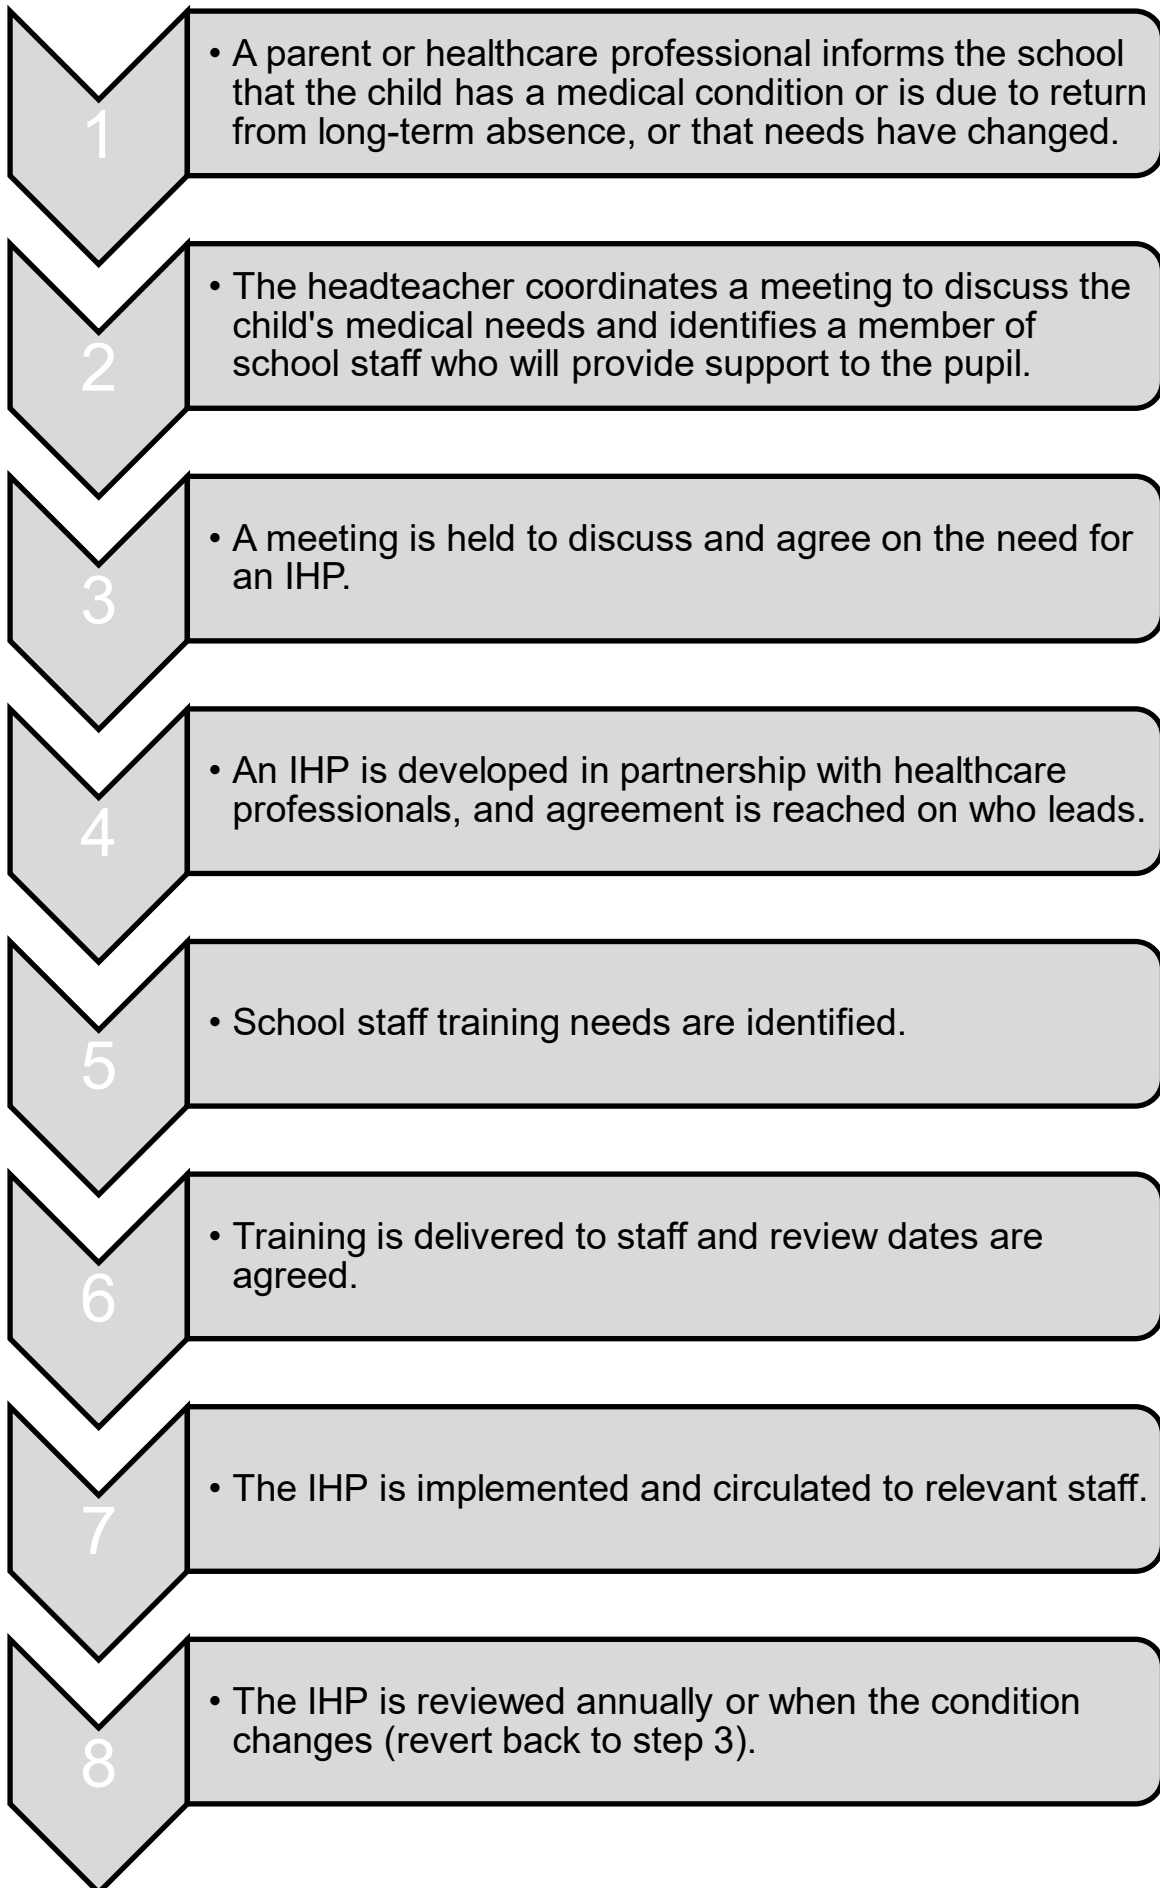 1
• A parent or healthcare professional informs the school
that the child has a medical condition or is due to return
from long-term absence, or that needs have changed.
2
• The headteacher coordinates a meeting to discuss the
child's medical needs and identifies a member of
school staff who will provide support to the pupil.
3
• A meeting is held to discuss and agree on the need for
an IHP.
4
• An IHP is developed in partnership with healthcare
professionals, and agreement is reached on who leads.
5
• School staff training needs are identified.
6
• Training is delivered to staff and review dates are
agreed.
7
• The IHP is implemented and circulated to relevant staff.
8
• The IHP is reviewed annually or when the condition
changes (revert back to step 3).